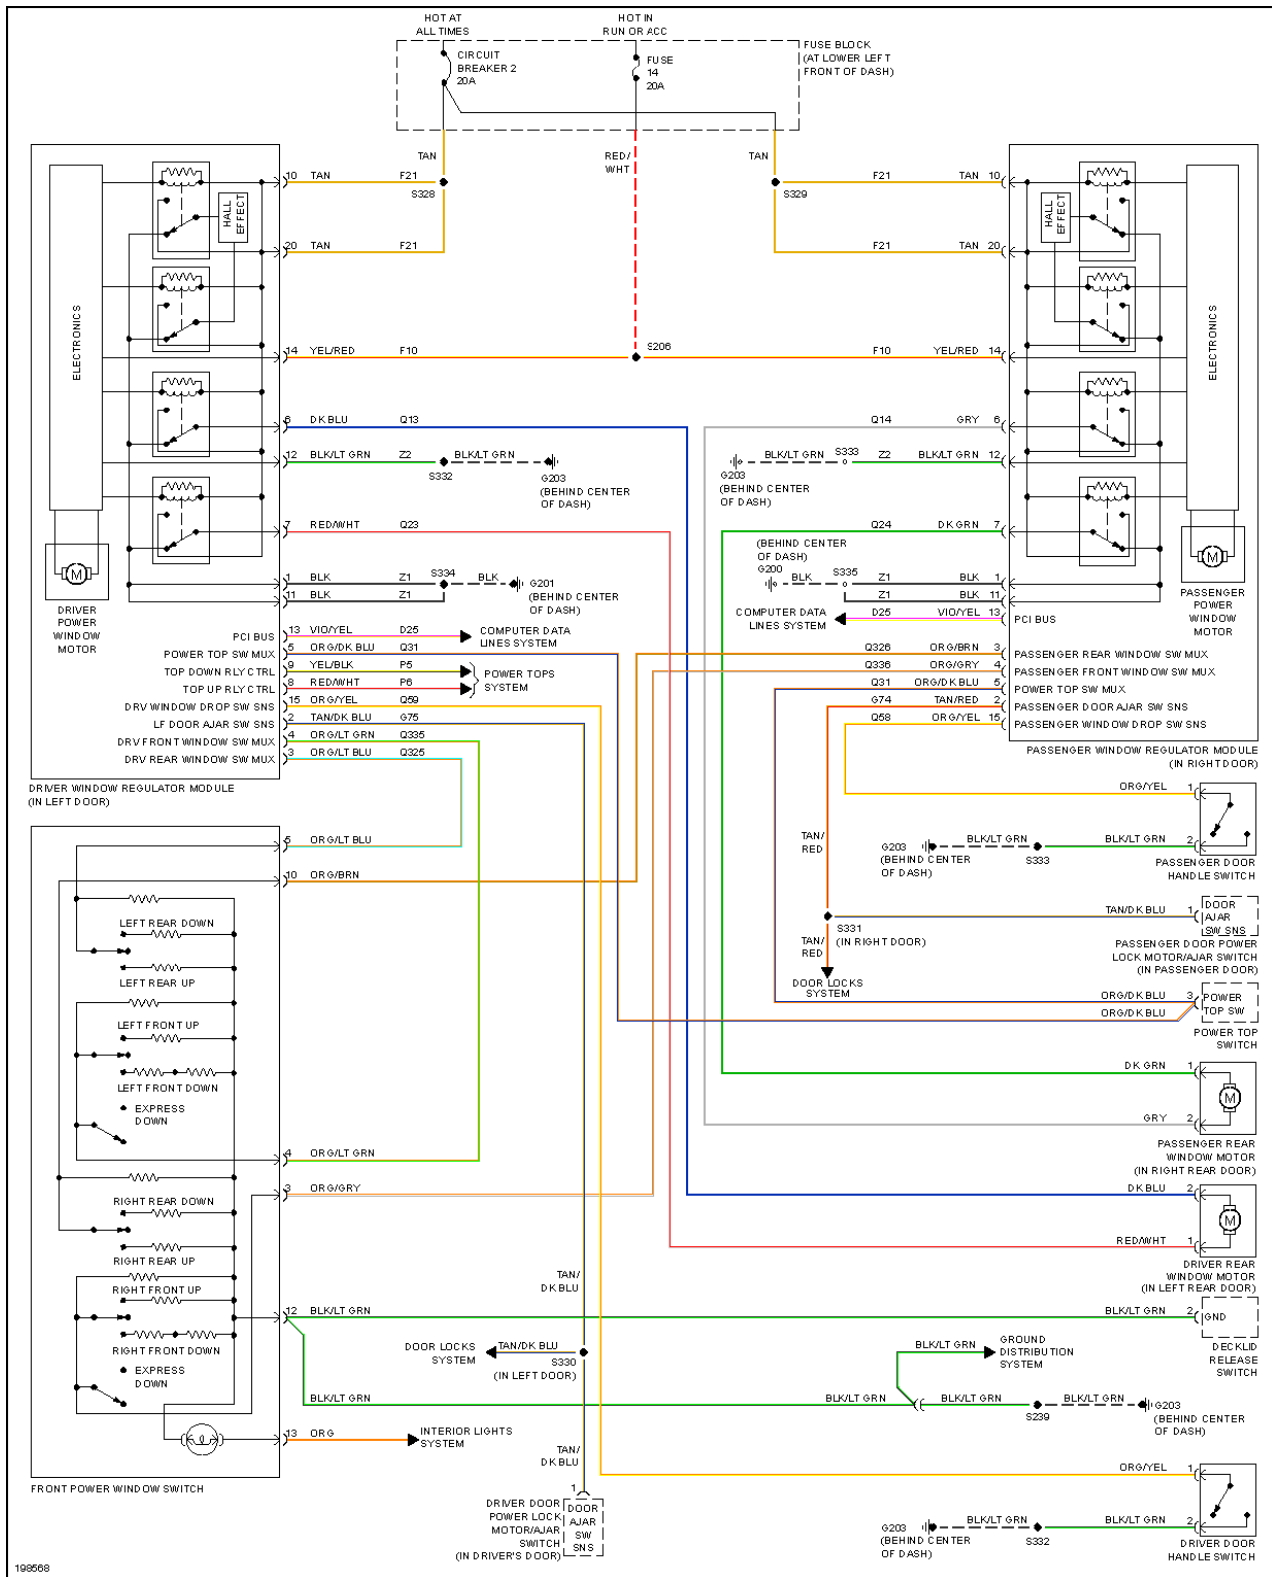 HOT AT
ALL TIMES
HOT IN
RUN OR ACC
CIRCUIT
BREAKER 2
20A
FUSE
14
20A
FUSE BLOCK
(AT LOWER LEFT
FRONT OF DASH)
TAN
RED/
WHT
TAN
10 TAN F21
S328
20 TAN F21
HALL
EFFECT
ELECTRONICS
14 YEL/RED F10
S206
6 DK BLU Q13
12 BLK/LT GRN Z2
S332
BLK/LT GRN
G203
(BEHIND CENTER
OF DASH)
7 RED/WHT Q23
1 BLK Z1
S334
BLK
G201
(BEHIND CENTER
OF DASH)
11 BLK Z1
M
DRIVER
POWER
WINDOW
MOTOR
PCI BUS 13 VIO/YEL D25
COMPUTER DATA
LINES SYSTEM
POWER TOP SW MUX 5 ORG/DK BLU Q31
TOP DOWN RLY CTRL 9 YEL/BLK P5
TOP UP RLY CTRL 8 RED/WHT P6
POWER TOPS
SYSTEM
DRV WINDOW DROP SW SNS 15 ORG/YEL Q59
LF DOOR AJAR SW SNS 2 TAN/DK BLU G75
DRV FRONT WINDOW SW MUX 4 ORG/LT GRN Q335
DRV REAR WINDOW SW MUX 3 ORG/LT BLU Q325
DRIVER WINDOW REGULATOR MODULE
(IN LEFT DOOR)
F21 TAN 10
S329
F21 TAN 20
HALL
EFFECT
ELECTRONICS
F10 YEL/RED 14
Q14 GRY 6
BLK/LT GRN S333 Z2 BLK/LT GRN 12
G203
(BEHIND CENTER
OF DASH)
Q24 DK GRN 7
(BEHIND CENTER
OF DASH)
G200 BLK S335 Z1 BLK 1
Z1 BLK 11
M
PASSENGER
POWER
WINDOW
MOTOR
COMPUTER DATA
LINES SYSTEM
D25 VIO/YEL 13 PCI BUS
Q326 ORG/BRN 3 PASSENGER REAR WINDOW SW MUX
Q336 ORG/GRY 4 PASSENGER FRONT WINDOW SW MUX
Q31 ORG/DK BLU 5 POWER TOP SW MUX
G74 TAN/RED 2 PASSENGER DOOR AJAR SW SNS
Q58 ORG/YEL 15 PASSENGER WINDOW DROP SW SNS
PASSENGER WINDOW REGULATOR MODULE
(IN RIGHT DOOR)
ORG/YEL 1
BLK/LT GRN S333 BLK/LT GRN 2
G203
(BEHIND CENTER
OF DASH)
PASSENGER DOOR
HANDLE SWITCH
TAN/
RED
S331
(IN RIGHT DOOR)
TAN/
RED
DOOR LOCKS
SYSTEM
TAN/DK BLU 1
DOOR
AJAR
SW SNS
PASSENGER DOOR POWER
LOCK MOTOR/AJAR SWITCH
(IN PASSENGER DOOR)
ORG/DK BLU 3
ORG/DK BLU
POWER
TOP SW
POWER TOP
SWITCH
DK GRN 1
M
GRY 2
PASSENGER REAR
WINDOW MOTOR
(IN RIGHT REAR DOOR)
DK BLU 2
M
RED/WHT 1
DRIVER REAR
WINDOW MOTOR
(IN LEFT REAR DOOR)
5 ORG/LT BLU
10 ORG/BRN
LEFT REAR DOWN
LEFT REAR UP
LEFT FRONT UP
LEFT FRONT DOWN
EXPRESS
DOWN
4 ORG/LT GRN
3 ORG/GRY
RIGHT REAR DOWN
RIGHT REAR UP
RIGHT FRONT UP
RIGHT FRONT DOWN
EXPRESS
DOWN
12 BLK/LT GRN
BLK/LT GRN 2 GND
DECKLID
RELEASE
SWITCH
TAN/
DK BLU
DOOR LOCKS
SYSTEM
TAN/DK BLU
S330
(IN LEFT DOOR)
BLK/LT GRN
GROUND
DISTRIBUTION
SYSTEM
BLK/LT GRN
BLK/LT GRN
BLK/LT GRN
S239
BLK/LT GRN
G203
(BEHIND CENTER
OF DASH)
13 ORG
INTERIOR LIGHTS
SYSTEM
FRONT POWER WINDOW SWITCH
TAN/
DK BLU
1
DOOR
AJAR
SW
SNS
DRIVER DOOR
POWER LOCK
MOTOR/AJAR
SWITCH
(IN DRIVER'S DOOR)
ORG/YEL 1
BLK/LT GRN S332 BLK/LT GRN 2
G203
(BEHIND CENTER
OF DASH)
DRIVER DOOR
HANDLE SWITCH
198568